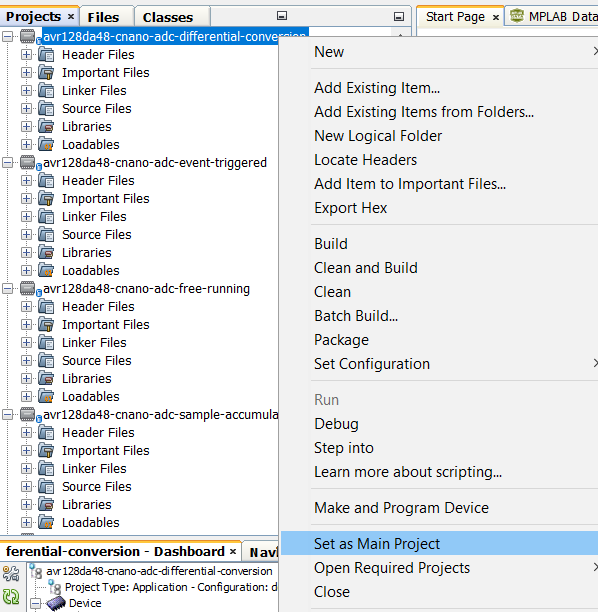 Projects × Files Classes
avr128da48-cnano-adc-differential-conversion
Header Files
Important Files
Linker Files
Source Files
Libraries
Loadables
avr128da48-cnano-adc-event-triggered
Header Files
Important Files
Linker Files
Source Files
Libraries
Loadables
avr128da48-cnano-adc-free-running
Header Files
Important Files
Linker Files
Source Files
Libraries
Loadables
avr128da48-cnano-adc-sample-accumula
Header Files
Important Files
Linker Files
Source Files
Libraries
Loadables
Start Page × MPLAB Data
New
Add Existing Item...
Add Existing Items from Folders...
New Logical Folder
Locate Headers
Add Item to Important Files...
Export Hex
Build
Clean and Build
Clean
Batch Build...
Package
Set Configuration
Run
Debug
Step into
Learn more about scripting...
Make and Program Device
Set as Main Project
Open Required Projects
Close
ferential-conversion - Dashboard ×
avr128da48-cnano-adc-differential-conversion
Project Type: Application - Configuration: d
Device